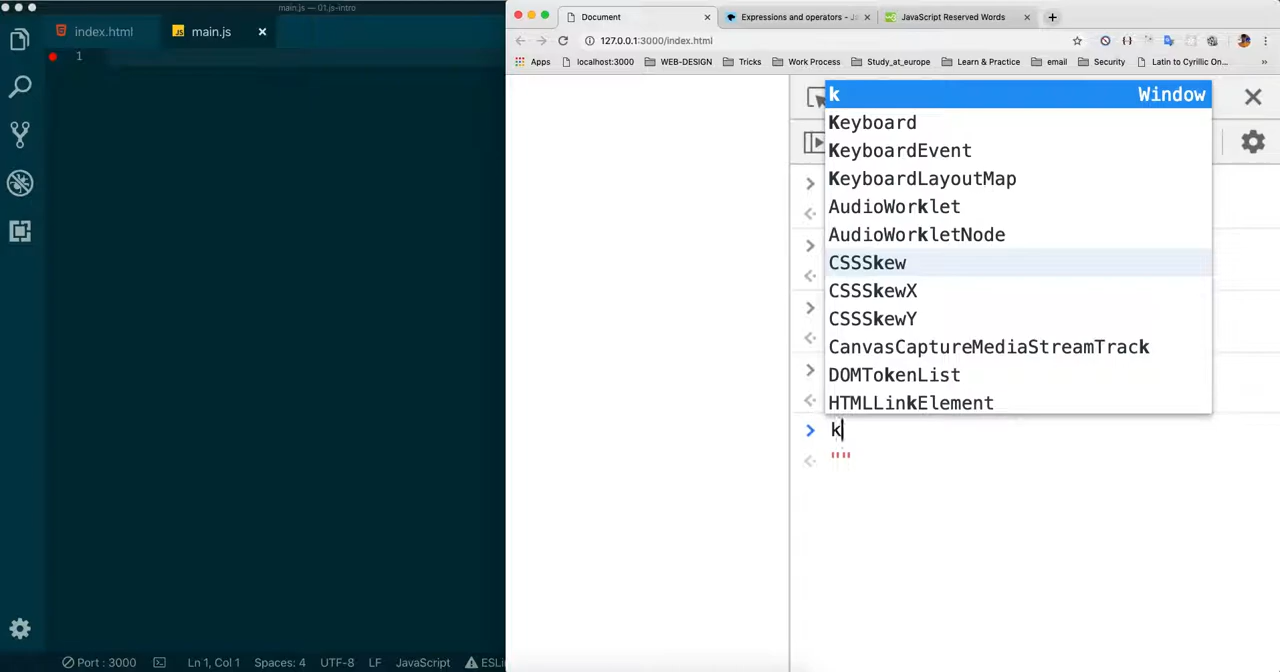 main.js — 01.js-intro
index.html
main.js
1
Port : 3000
Ln 1, Col 1
Spaces: 4
UTF-8
LF
JavaScript
ESLi
Document
Expressions and operators - Ja
JavaScript Reserved Words
127.0.0.1:3000/index.html
Apps
localhost:3000
WEB-DESIGN
Tricks
Work Process
Study_at_europe
Learn & Practice
email
Security
Latin to Cyrillic On...
»
k Window
Keyboard
KeyboardEvent
KeyboardLayoutMap
AudioWorklet
AudioWorkletNode
CSSSkew
CSSSkewX
CSSSkewY
CanvasCaptureMediaStreamTrack
DOMTokenList
HTMLLinkElement
> k
""